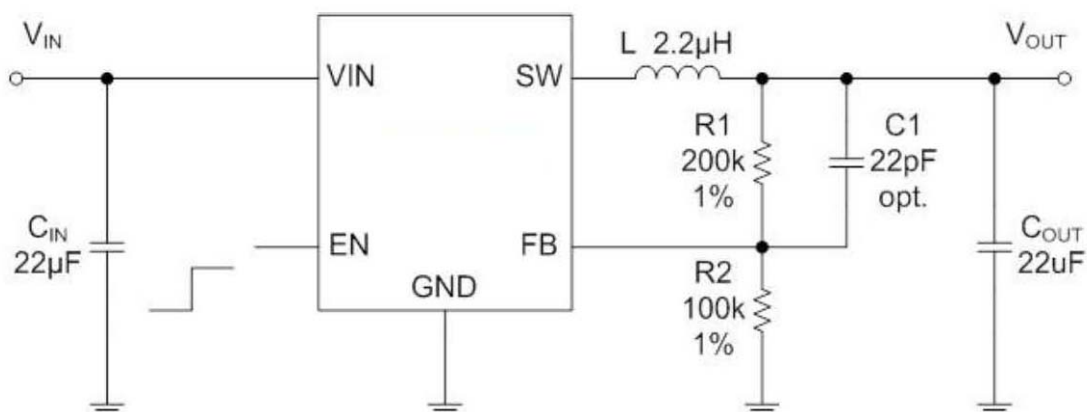 VIN
VIN
SW
L 2.2µH
VOUT
R1
200k
1%
C1
22pF
opt.
CIN
22µF
EN
FB
GND
R2
100k
1%
COUT
22uF